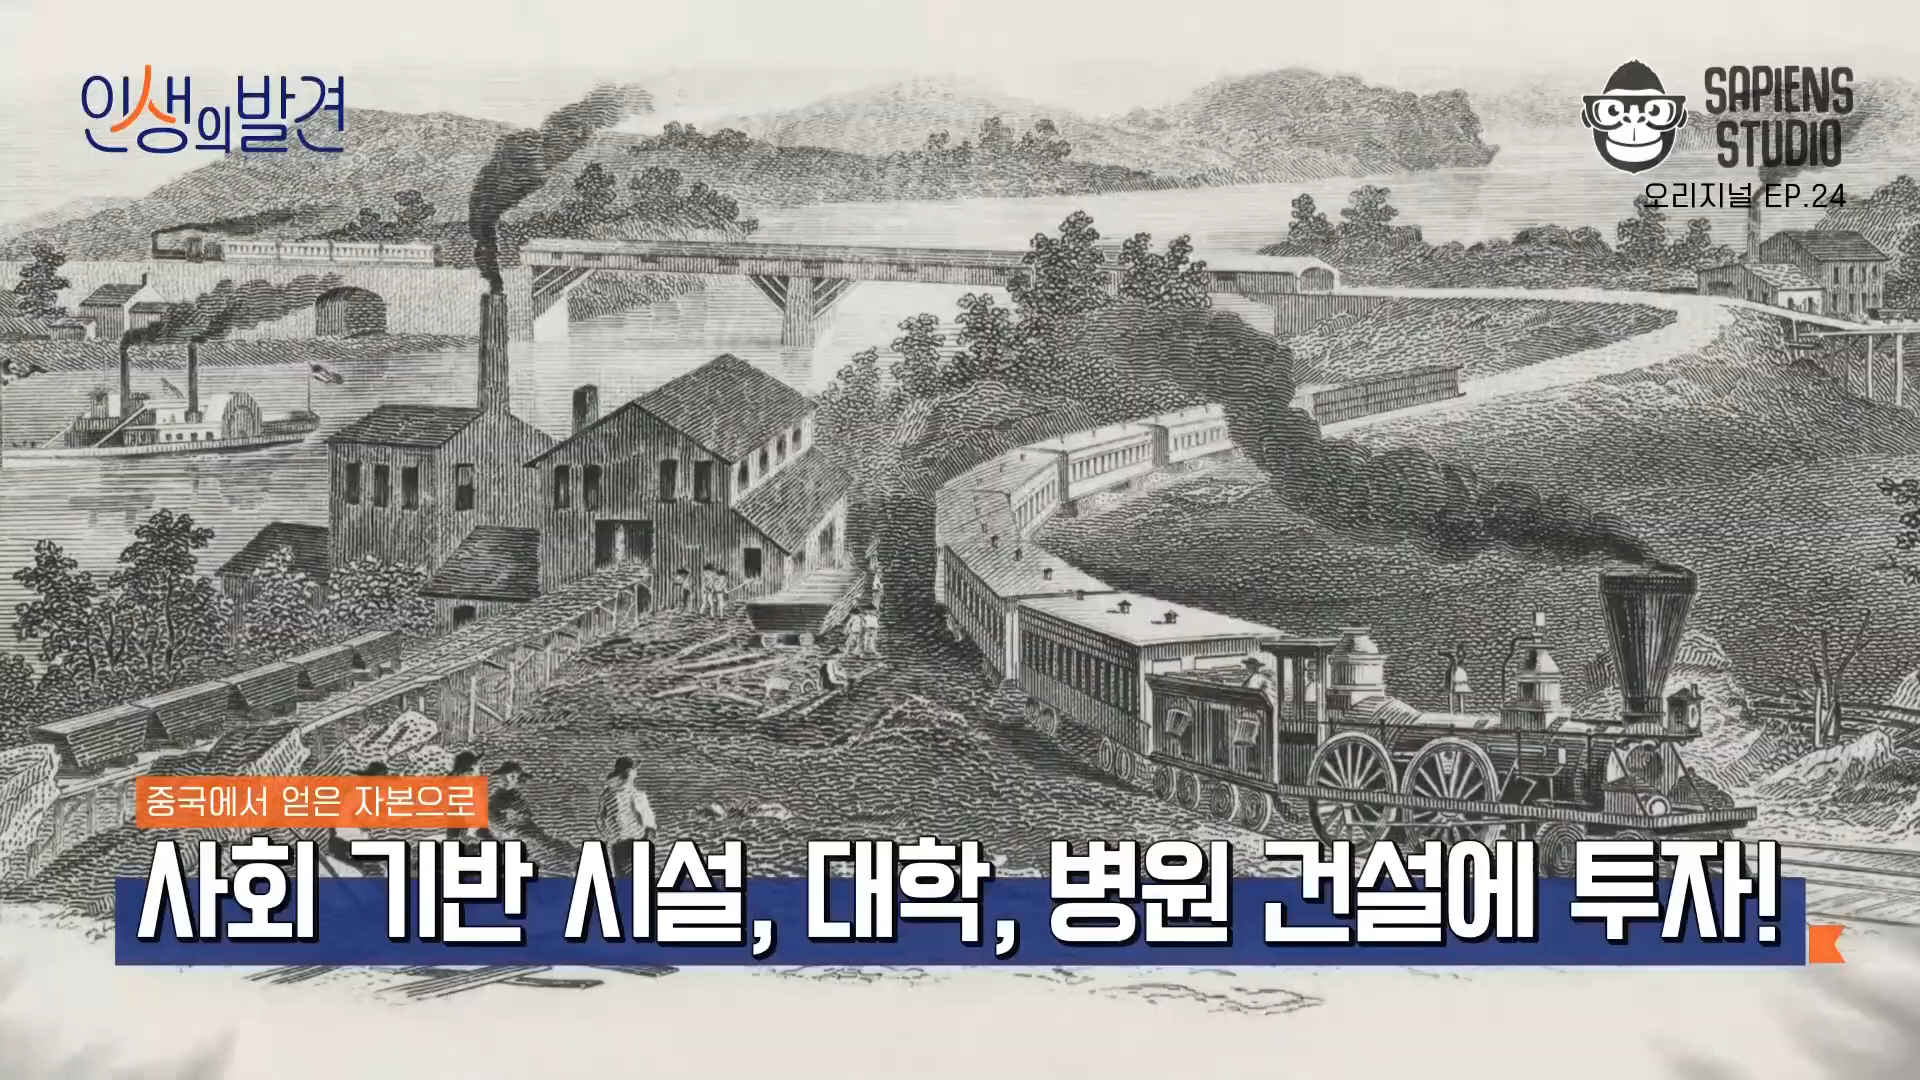 인생의발견
SAPIENS
STUDIO
오리지널 EP.24
중국에서 얻은 자본으로
사회 기반 시설, 대학, 병원 건설에 투자!